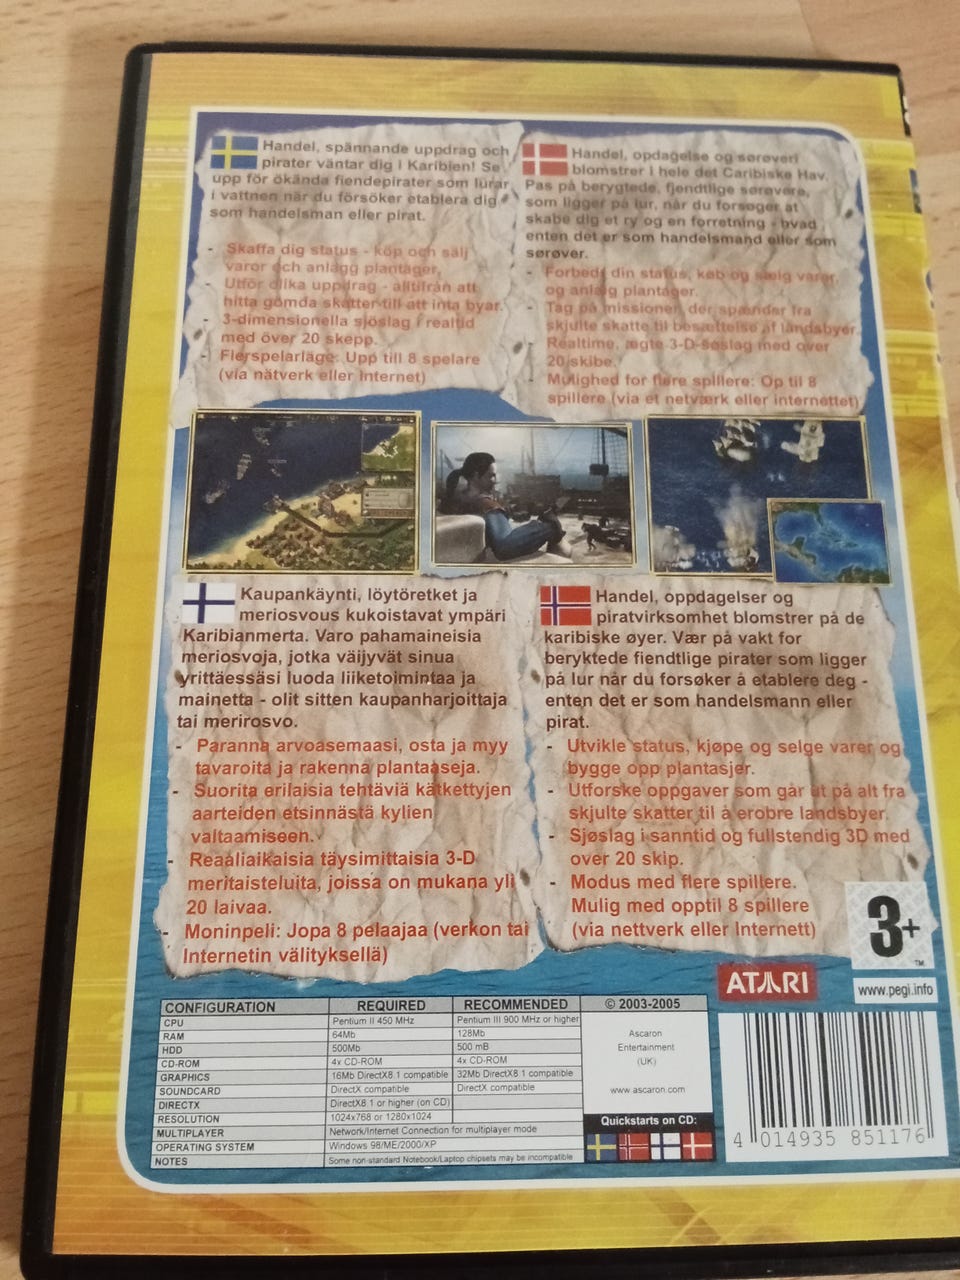 Handel, spännande uppdrag och
pirater väntar dig i Karibien! Se
upp för ökända fiendepirater som lurar
i vattnen när du försöker etablera dig
som handelsman eller pirat.
- Skaffa dig status - köp och sälj
varor och anlägg plantager.
- Utför olika uppdrag - alltifrån att
hitta gömda skatter till att inta byar.
- 3-dimensionella sjöslag i realtid
med över 20 skepp.
- Flerspelarläge: Upp till 8 spelare
(via nätverk eller Internet)
Handel, opdagelse og sørøveri
blomstrer i hele det Caribiske Hav.
Pas på berygtede, fjendtlige sørøvere,
som ligger på lur, når du forsøger at
skabe dig et ry og en forretning - hvad
enten det er som handelsmand eller som
sørøver.
- Forbedr din status, køb og sælg varer,
og anlæg plantager.
- Tag på missioner, der spænder fra
skjulte skatte til besættelse af landsbyer.
- Realtime, ægte 3-D-søslag med over
20 skibe.
- Mulighed for flere spillere: Op til 8
spillere (via et netværk eller internettet)
Kaupankäynti, löytöretket ja
meriosvous kukoistavat ympäri
Karibianmerta. Varo pahamaineisia
meriosvoja, jotka väijyvät sinua
yrittäessäsi luoda liiketoimintaa ja
mainetta - olit sitten kaupanharjoittaja
tai merirosvo.
- Paranna arvoasemaasi, osta ja myy
tavaroita ja rakenna plantaaseja.
- Suorita erilaisia tehtäviä kätkettyjen
aarteiden etsinnästä kylien
valtaamiseen.
- Reaaliaikaisia täysimittaisia 3-D
meritaisteluita, joissa on mukana yli
20 laivaa.
- Moninpeli: Jopa 8 pelaajaa (verkon tai
Internetin välityksellä)
Handel, oppdagelser og
piratvirksomhet blomstrer på de
karibiske øyer. Vær på vakt for
beryktede fiendtlige pirater som ligger
på lur når du forsøker å etablere deg -
enten det er som handelsmann eller
pirat.
- Utvikle status, kjøpe og selge varer og
bygge opp plantasjer.
- Utforske oppgaver som går ut på alt fra
skjulte skatter til å erobre landsbyer.
- Sjøslag i sanntid og fullstendig 3D med
over 20 skip.
- Modus med flere spillere.
Mulig med opptil 8 spillere
(via nettverk eller Internett)
3+
TM
www.pegi.info
ATARI
CONFIGURATION REQUIRED RECOMMENDED
CPU Pentium II 450 MHz Pentium III 900 MHz or higher
RAM 64Mb 128Mb
HDD 500Mb 500 mB
CD-ROM 4x CD-ROM 4x CD-ROM
GRAPHICS 16Mb DirectX8.1 compatible 32Mb DirectX8.1 compatible
SOUNDCARD DirectX compatible DirectX compatible
DIRECTX DirectX8.1 or higher (on CD)
RESOLUTION 1024x768 or 1280x1024
MULTIPLAYER Network/Internet Connection for multiplayer mode
OPERATING SYSTEM Windows 98/ME/2000/XP
NOTES Some non-standard Notebook/Laptop chipsets may be incompatible
© 2003-2005
Ascaron
Entertainment
(UK)
www.ascaron.com
Quickstarts on CD:
4 014935 851176